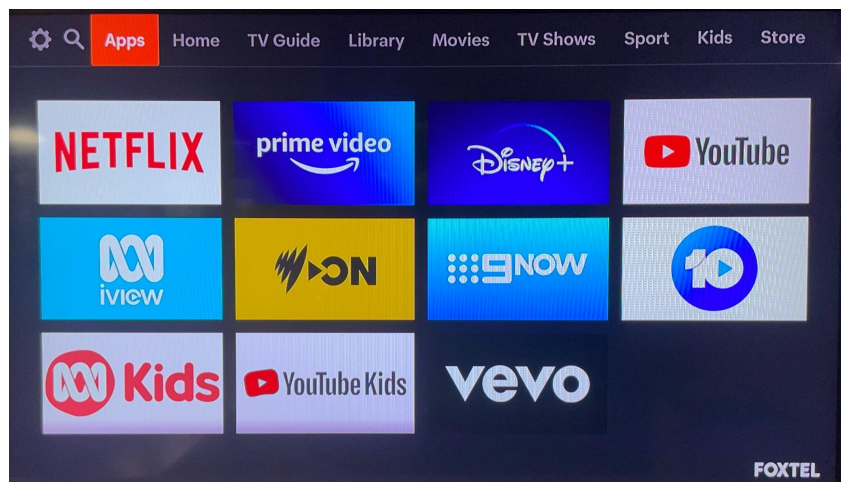 Apps Home TV Guide Library Movies TV Shows Sport Kids Store
NETFLIX prime video Disney+ YouTube
iview ON 9NOW 10
Kids YouTube Kids vevo
FOXTEL